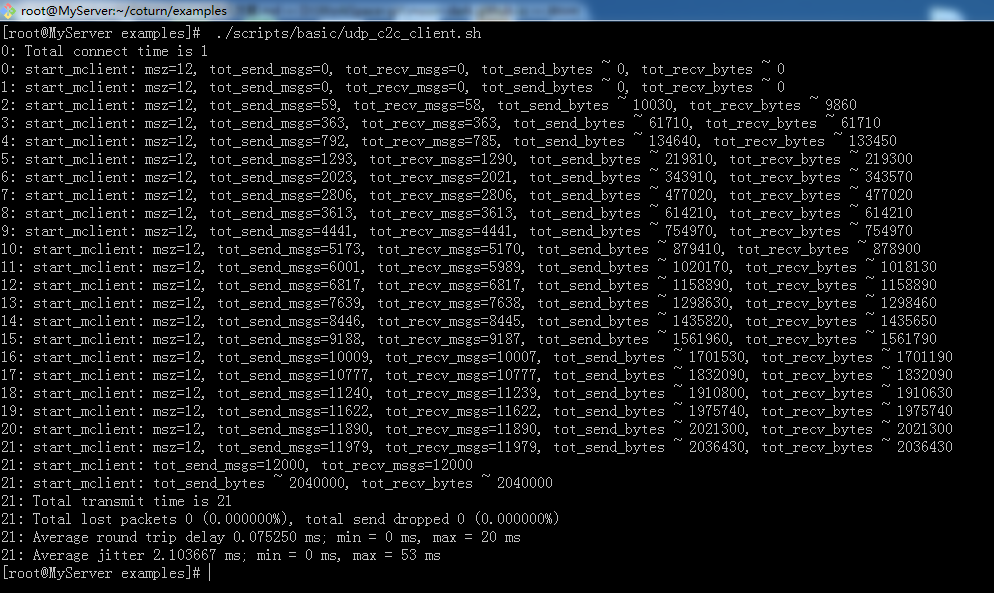 root@MyServer:~/coturn/examples
[root@MyServer examples]#  ./scripts/basic/udp_c2c_client.sh
0: Total connect time is 1
0: start_mclient: msz=12, tot_send_msgs=0, tot_recv_msgs=0, tot_send_bytes ~ 0, tot_recv_bytes ~ 0
1: start_mclient: msz=12, tot_send_msgs=0, tot_recv_msgs=0, tot_send_bytes ~ 0, tot_recv_bytes ~ 0
2: start_mclient: msz=12, tot_send_msgs=59, tot_recv_msgs=58, tot_send_bytes ~ 10030, tot_recv_bytes ~ 9860
3: start_mclient: msz=12, tot_send_msgs=363, tot_recv_msgs=363, tot_send_bytes ~ 61710, tot_recv_bytes ~ 61710
4: start_mclient: msz=12, tot_send_msgs=792, tot_recv_msgs=785, tot_send_bytes ~ 134640, tot_recv_bytes ~ 133450
5: start_mclient: msz=12, tot_send_msgs=1293, tot_recv_msgs=1290, tot_send_bytes ~ 219810, tot_recv_bytes ~ 219300
6: start_mclient: msz=12, tot_send_msgs=2023, tot_recv_msgs=2021, tot_send_bytes ~ 343910, tot_recv_bytes ~ 343570
7: start_mclient: msz=12, tot_send_msgs=2806, tot_recv_msgs=2806, tot_send_bytes ~ 477020, tot_recv_bytes ~ 477020
8: start_mclient: msz=12, tot_send_msgs=3613, tot_recv_msgs=3613, tot_send_bytes ~ 614210, tot_recv_bytes ~ 614210
9: start_mclient: msz=12, tot_send_msgs=4441, tot_recv_msgs=4441, tot_send_bytes ~ 754970, tot_recv_bytes ~ 754970
10: start_mclient: msz=12, tot_send_msgs=5173, tot_recv_msgs=5170, tot_send_bytes ~ 879410, tot_recv_bytes ~ 878900
11: start_mclient: msz=12, tot_send_msgs=6001, tot_recv_msgs=5989, tot_send_bytes ~ 1020170, tot_recv_bytes ~ 1018130
12: start_mclient: msz=12, tot_send_msgs=6817, tot_recv_msgs=6817, tot_send_bytes ~ 1158890, tot_recv_bytes ~ 1158890
13: start_mclient: msz=12, tot_send_msgs=7639, tot_recv_msgs=7638, tot_send_bytes ~ 1298630, tot_recv_bytes ~ 1298460
14: start_mclient: msz=12, tot_send_msgs=8446, tot_recv_msgs=8445, tot_send_bytes ~ 1435820, tot_recv_bytes ~ 1435650
15: start_mclient: msz=12, tot_send_msgs=9188, tot_recv_msgs=9187, tot_send_bytes ~ 1561960, tot_recv_bytes ~ 1561790
16: start_mclient: msz=12, tot_send_msgs=10009, tot_recv_msgs=10007, tot_send_bytes ~ 1701530, tot_recv_bytes ~ 1701190
17: start_mclient: msz=12, tot_send_msgs=10777, tot_recv_msgs=10777, tot_send_bytes ~ 1832090, tot_recv_bytes ~ 1832090
18: start_mclient: msz=12, tot_send_msgs=11240, tot_recv_msgs=11239, tot_send_bytes ~ 1910800, tot_recv_bytes ~ 1910630
19: start_mclient: msz=12, tot_send_msgs=11622, tot_recv_msgs=11622, tot_send_bytes ~ 1975740, tot_recv_bytes ~ 1975740
20: start_mclient: msz=12, tot_send_msgs=11890, tot_recv_msgs=11890, tot_send_bytes ~ 2021300, tot_recv_bytes ~ 2021300
21: start_mclient: msz=12, tot_send_msgs=11979, tot_recv_msgs=11979, tot_send_bytes ~ 2036430, tot_recv_bytes ~ 2036430
21: start_mclient: tot_send_msgs=12000, tot_recv_msgs=12000
21: start_mclient: tot_send_bytes ~ 2040000, tot_recv_bytes ~ 2040000
21: Total transmit time is 21
21: Total lost packets 0 (0.000000%), total send dropped 0 (0.000000%)
21: Average round trip delay 0.075250 ms; min = 0 ms, max = 20 ms
21: Average jitter 2.103667 ms; min = 0 ms, max = 53 ms
[root@MyServer examples]#